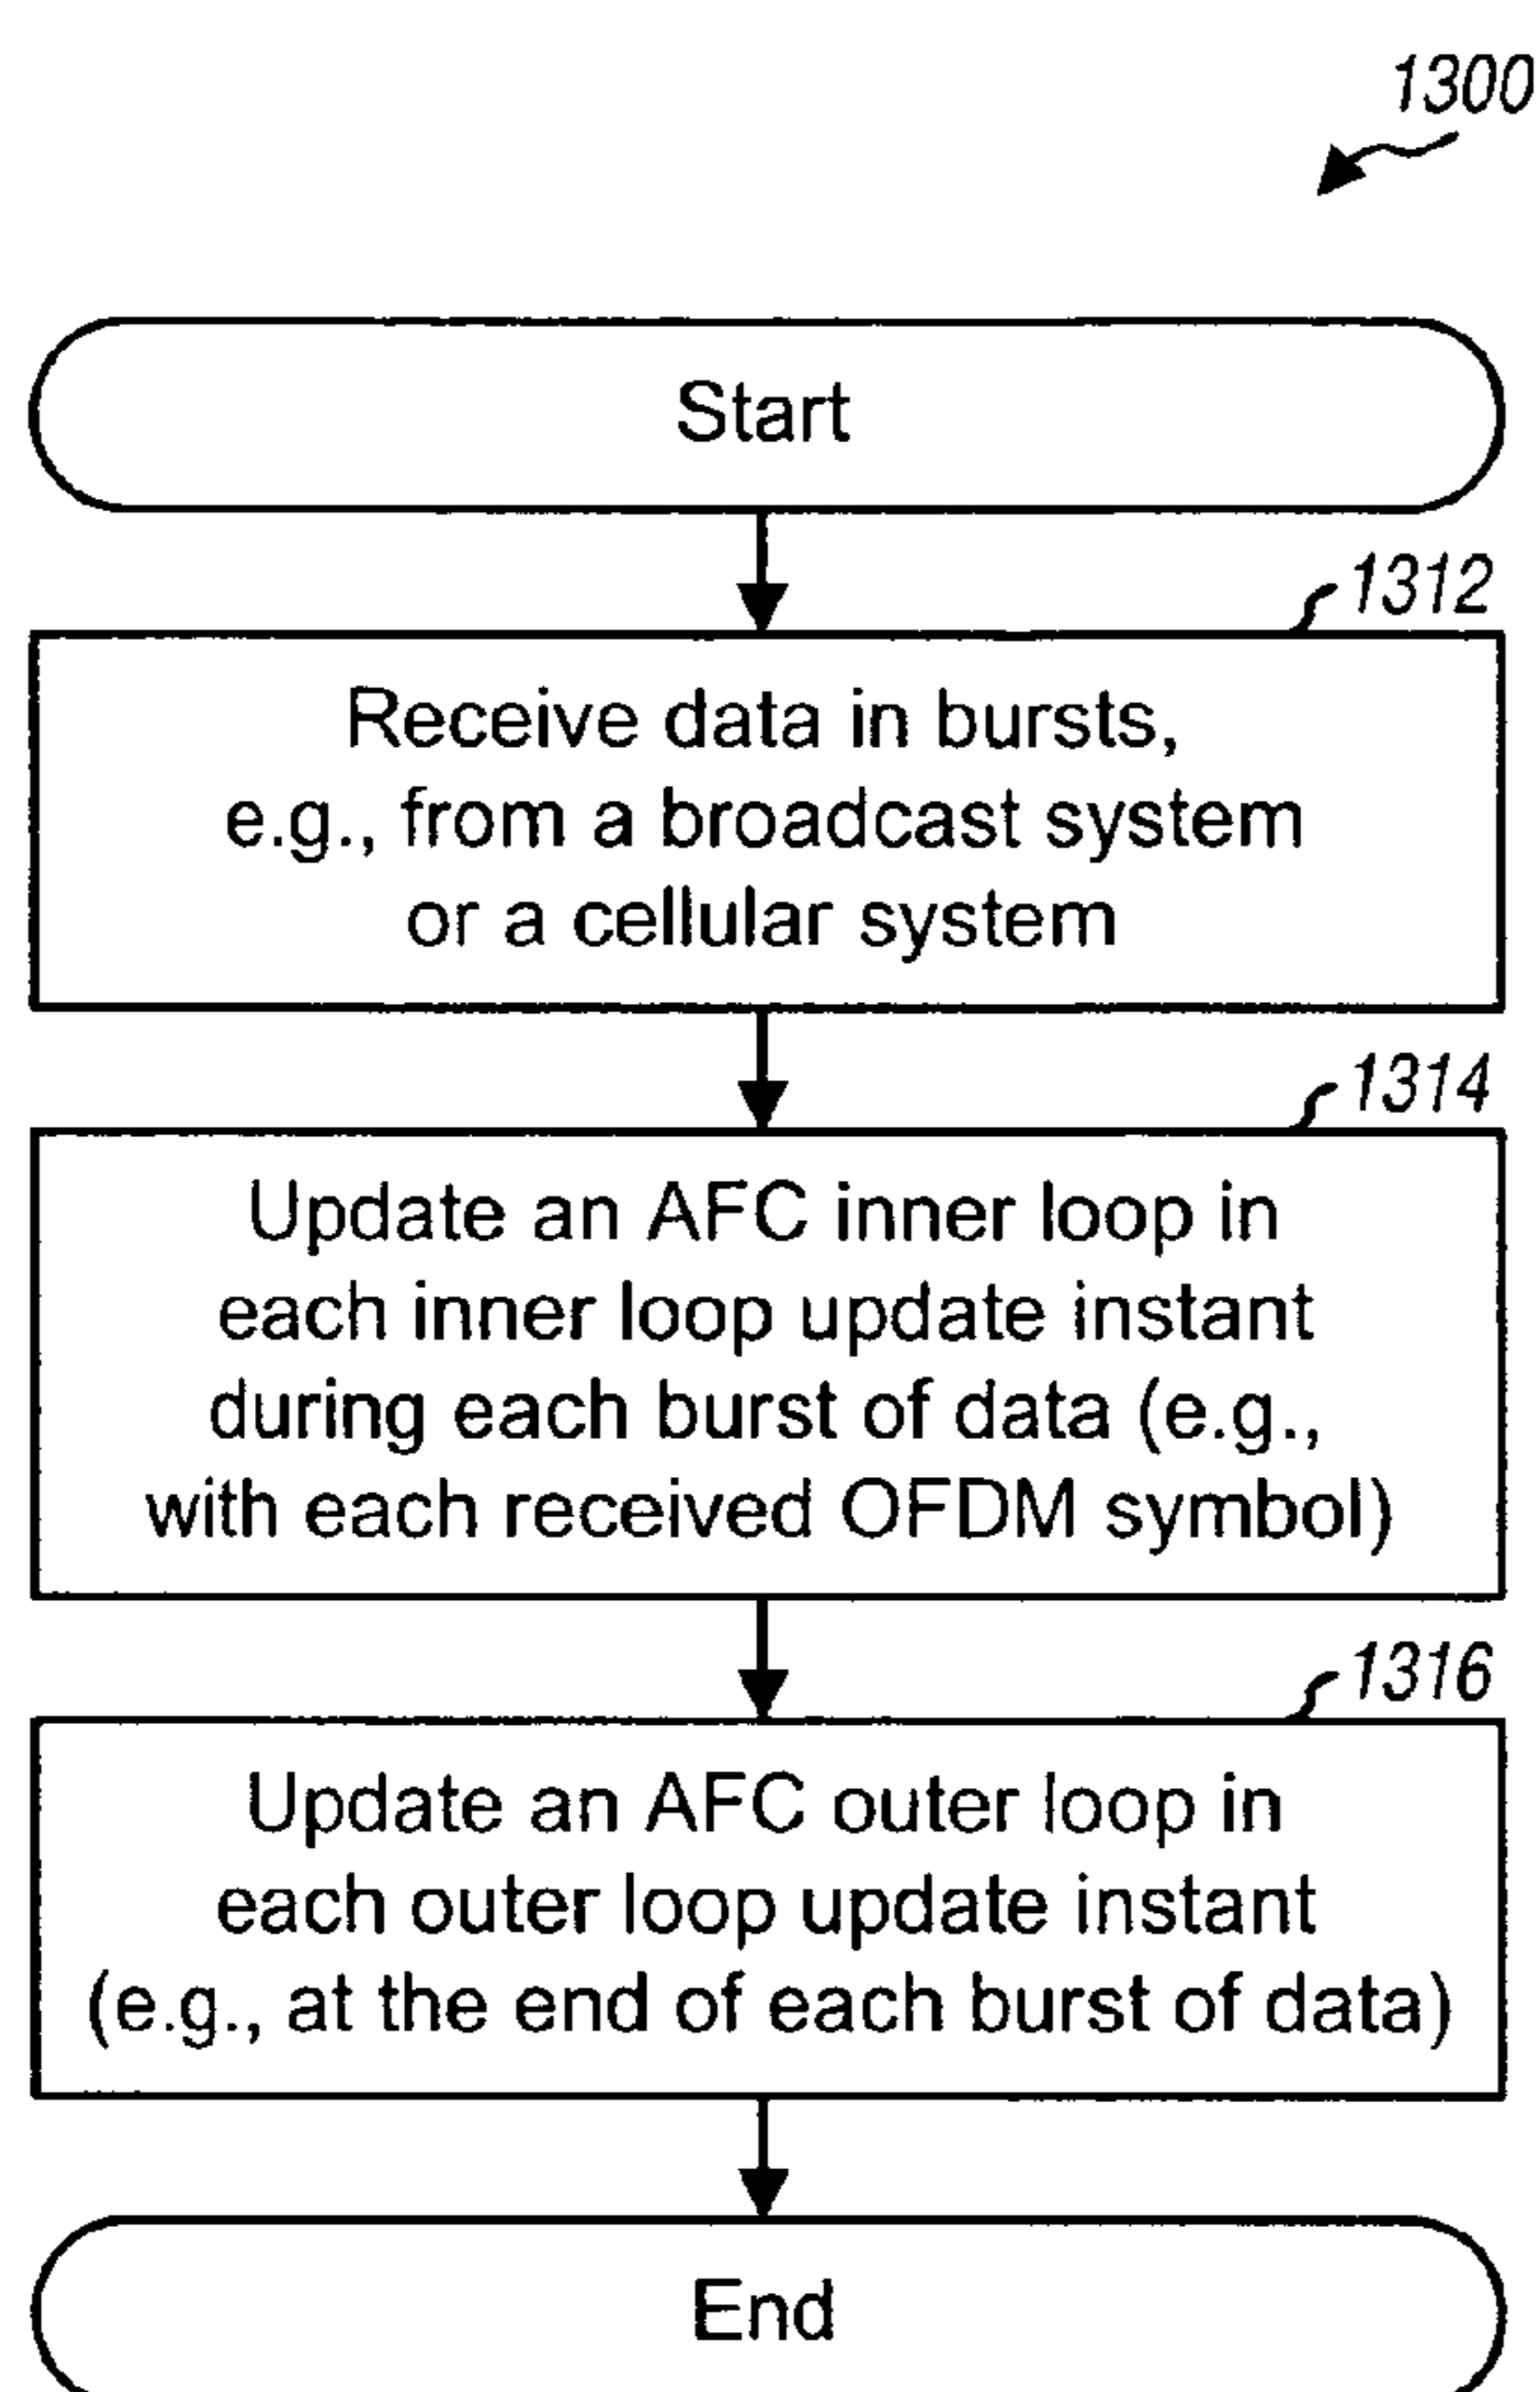 1300
Start
1312
Receive data in bursts,
e.g., from a broadcast system
or a cellular system
1314
Update an AFC inner loop in
each inner loop update instant
during each burst of data (e.g.,
with each received OFDM symbol)
1316
Update an AFC outer loop in
each outer loop update instant
(e.g., at the end of each burst of data)
End